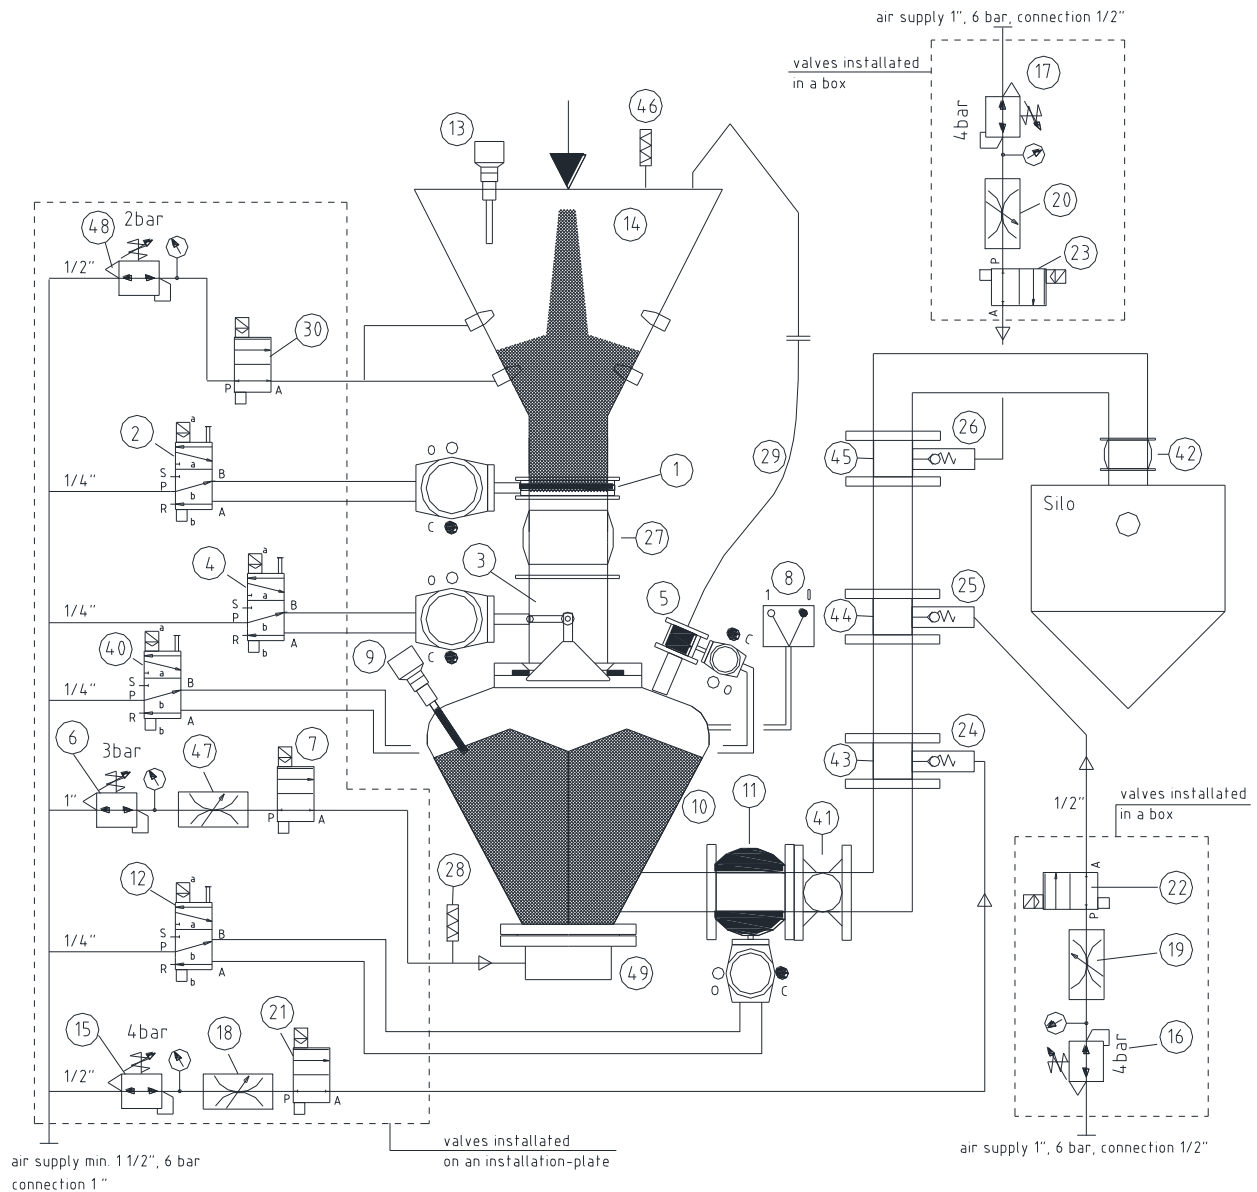 air supply 1", 6 bar, connection 1/2"
valves installed
in a box
17
4bar
46
13
20
P
23
A
14
48
2bar
1/2"
30
P
A
2
a
a
S
P
B
1/4"
b
R
A
b
O
C
1
29
26
45
42
Silo
27
4
a
a
S
B
P
1/4"
b
R
A
b
3
O
C
5
8
1
0
C
O
25
44
9
40
a
a
S
P
B
1/4"
b
R
A
b
6
3bar
47
7
1"
P
A
24
43
10
11
41
1/2"
valves installed
in a box
A
22
P
28
12
a
a
S
P
B
1/4"
b
R
A
b
49
O
C
19
21
15
4bar
18
1/2"
P
A
16
4bar
valves installed
on an installation-plate
air supply min. 1 1/2", 6 bar
connection 1 "
air supply 1", 6 bar, connection 1/2"